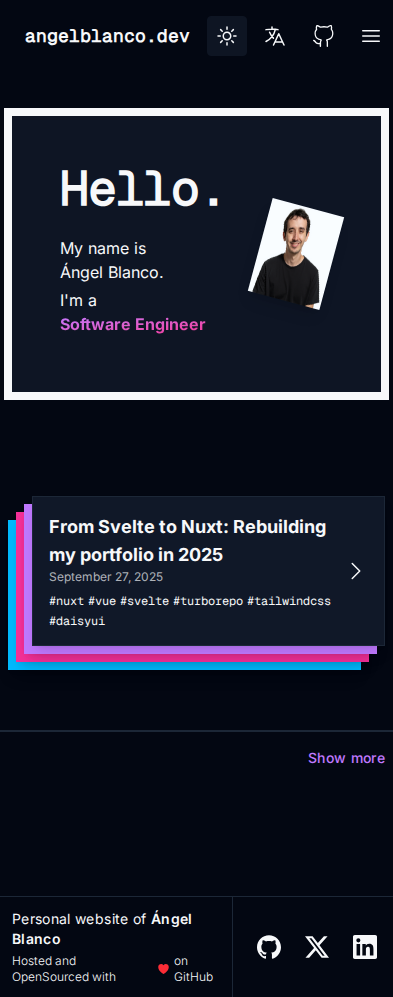 angelblanco.dev
Hello.
My name is
Ángel Blanco.
I'm a
Software Engineer
From Svelte to Nuxt: Rebuilding
my portfolio in 2025
September 27, 2025
#nuxt #vue #svelte #turborepo #tailwindcss
#daisyui
Show more
Personal website of Ángel
Blanco
Hosted and
OpenSourced with
on
GitHub